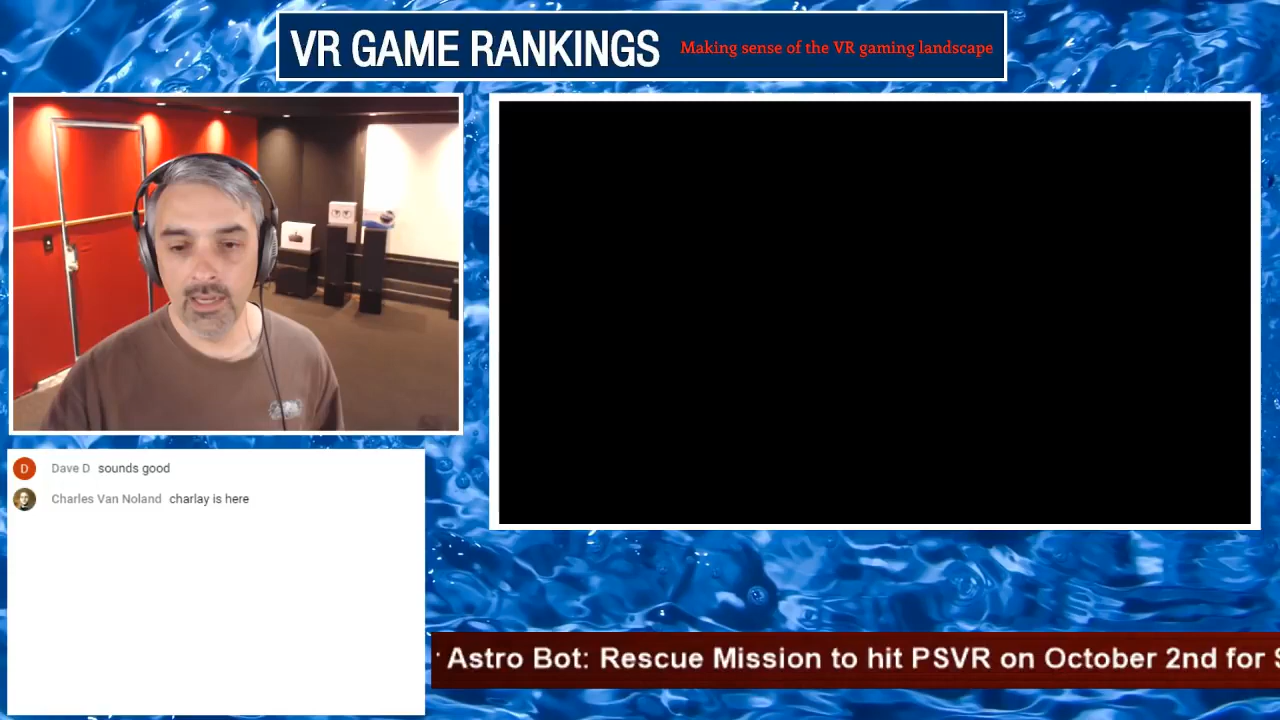 VR GAME RANKINGS
Making sense of the VR gaming landscape
D Dave D sounds good
Charles Van Noland charlay is here
Astro Bot: Rescue Mission to hit PSVR on October 2nd for